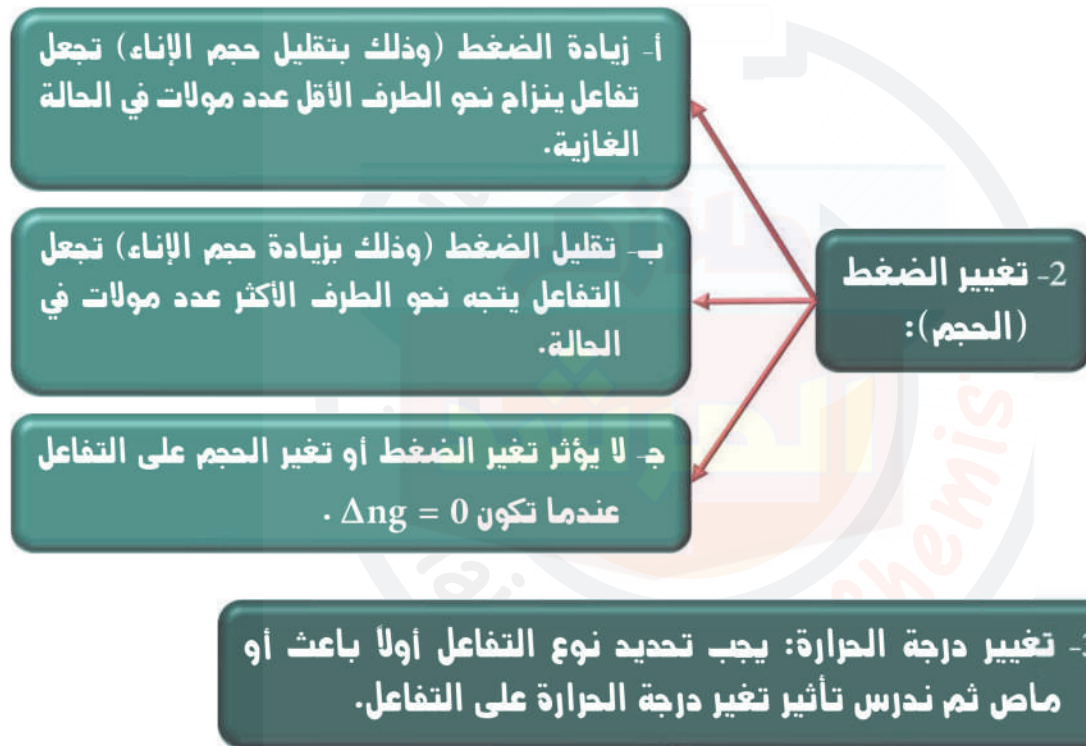 أ- زيادة الضغط (وذلك بتقليل حجم الإناء) تجعل
تفاعل ينزاح نحو الطرف الأقل عدد مولات في الحالة
الغازية.
ب- تقليل الضغط (وذلك بزيادة حجم الإناء) تجعل
التفاعل يتجه نحو الطرف الأكثر عدد مولات في
الحالة.
2- تغيير الضغط
(الحجم):
جـ- لا يؤثر تغير الضغط أو تغير الحجم على التفاعل
عندما تكون Δng = 0 .
3- تغيير درجة الحرارة: يجب تحديد نوع التفاعل أولاً باعث أو
ماص ثم ندرس تأثير تغير درجة الحرارة على التفاعل.